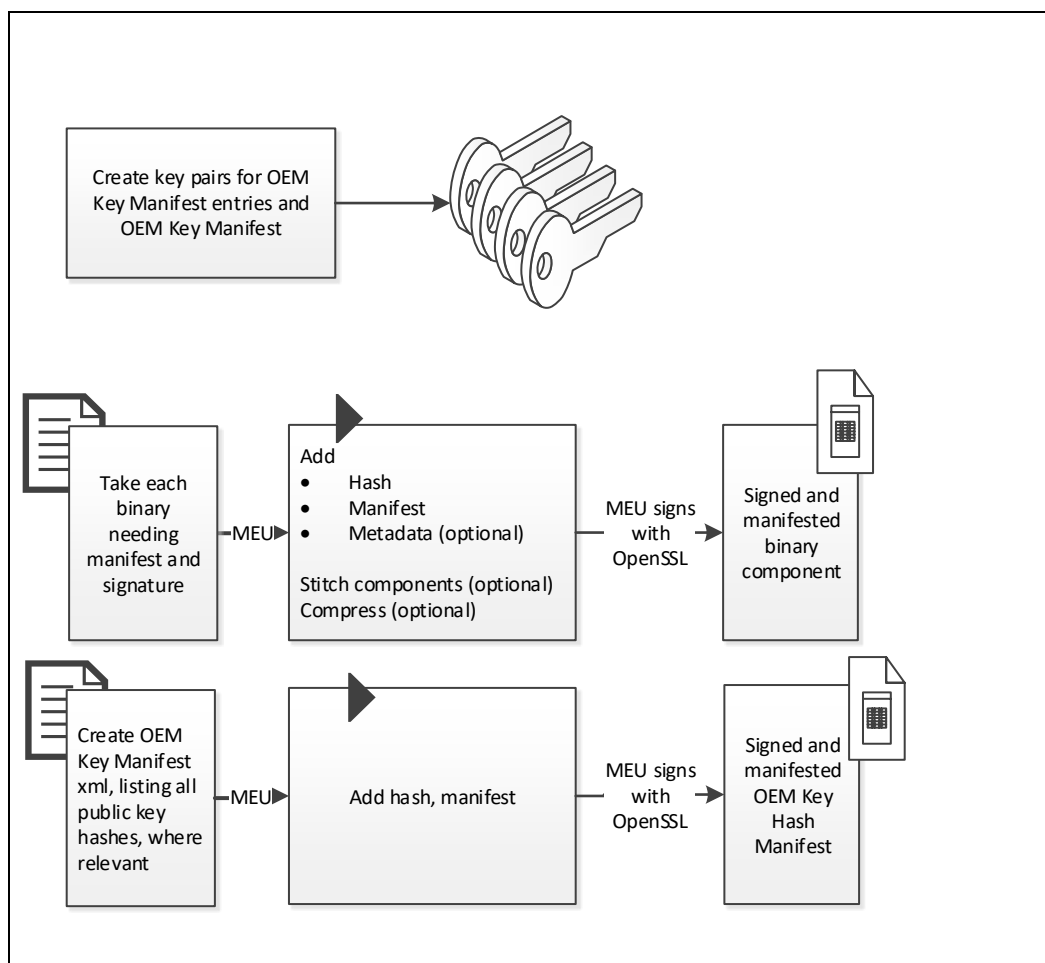 Create key pairs for OEM
Key Manifest entries and
OEM Key Manifest
Take each
binary
needing
manifest and
signature
MEU
Add
• Hash
• Manifest
• Metadata (optional)
Stitch components (optional)
Compress (optional)
MEU signs
with
OpenSSL
Signed and
manifested
binary
component
Create OEM
Key Manifest
xml, listing all
public key
hashes, where
relevant
MEU
Add hash, manifest
MEU signs
with
OpenSSL
Signed and
manifested
OEM Key
Hash
Manifest